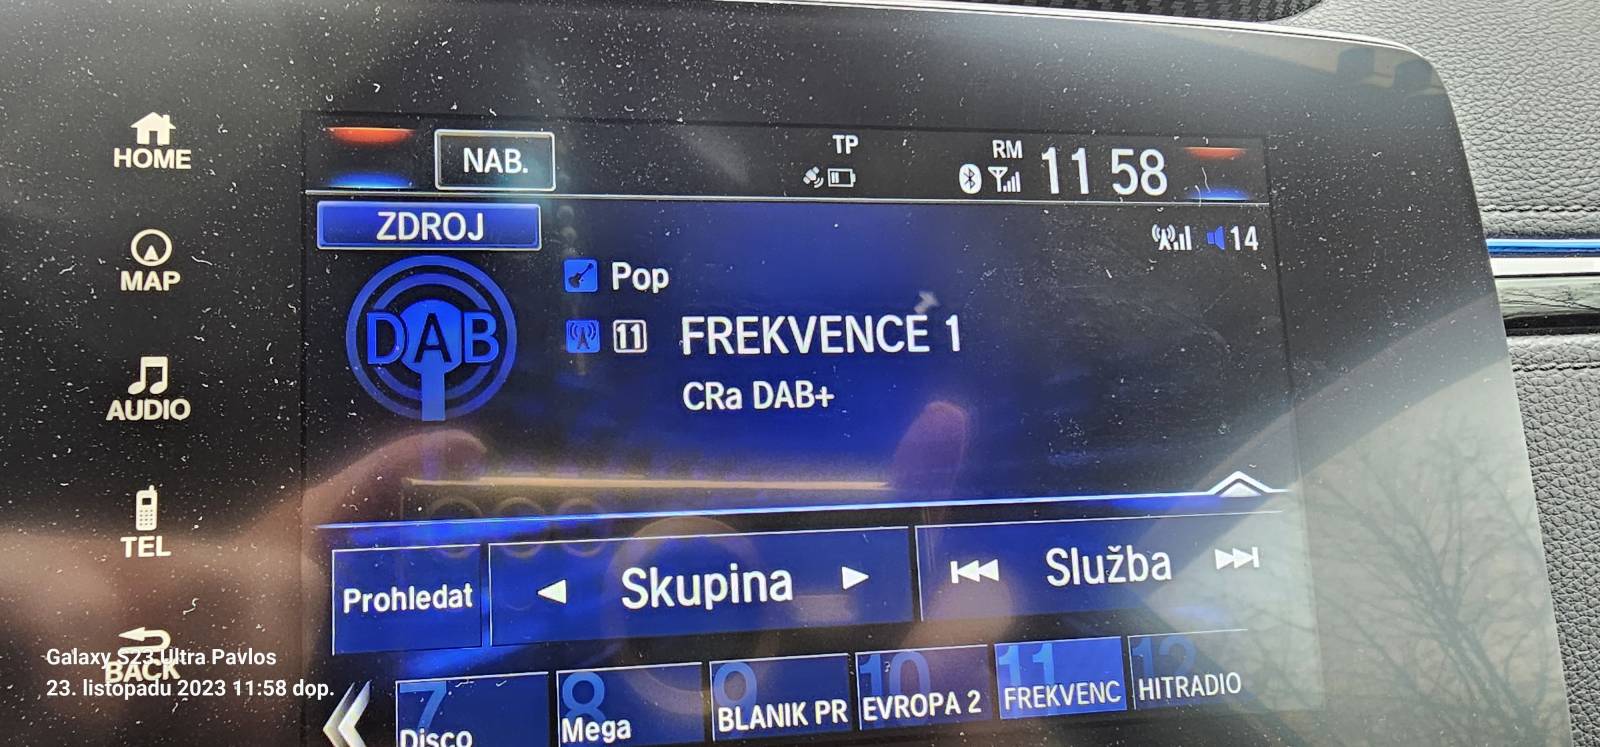 HOME
MAP
AUDIO
TEL
BACK
NAB.
TP
RM
11 58
ZDROJ
14
DAB
Pop
11 FREKVENCE 1
CRa DAB+
Prohledat
Skupina
Služba
7 Disco
8 Mega
9 BLANIK PR
10 EVROPA 2
11 FREKVENC
12 HITRADIO
Galaxy S23 Ultra Pavlos
23. listopadu 2023 11:58 dop.